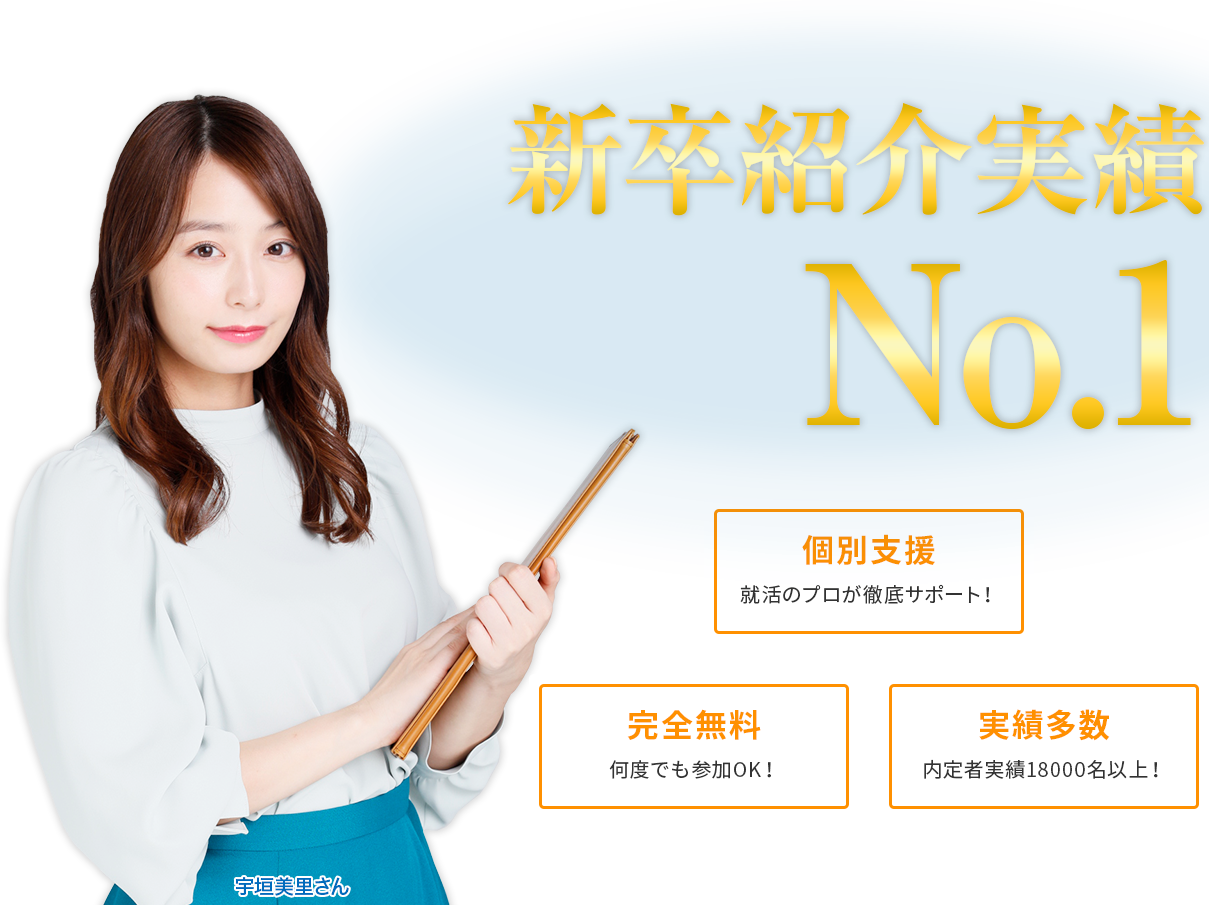 新卒紹介実績
No.1
個別支援
就活のプロが徹底サポート！
完全無料
何度でも参加OK！
実績多数
内定者実績18000名以上！
宇垣美里さん